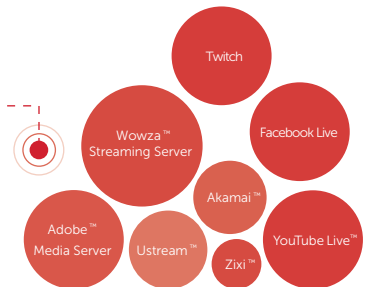 Twitch
Facebook Live
Wowza™
Streaming Server
Akamai™
Adobe™
Media Server
Ustream™
YouTube Live™
Zixi™